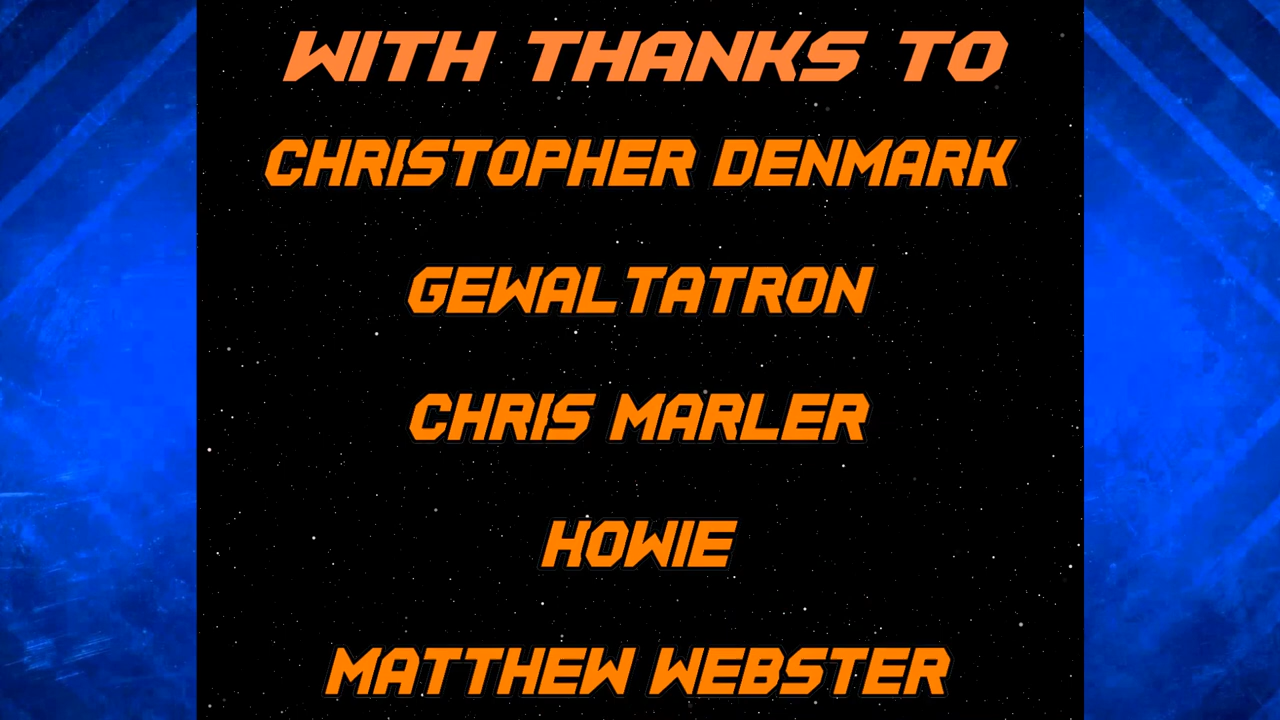 WITH THANKS TO
CHRISTOPHER DENMARK
GEWALTATRON
CHRIS MARLER
HOWIE
MATTHEW WEBSTER